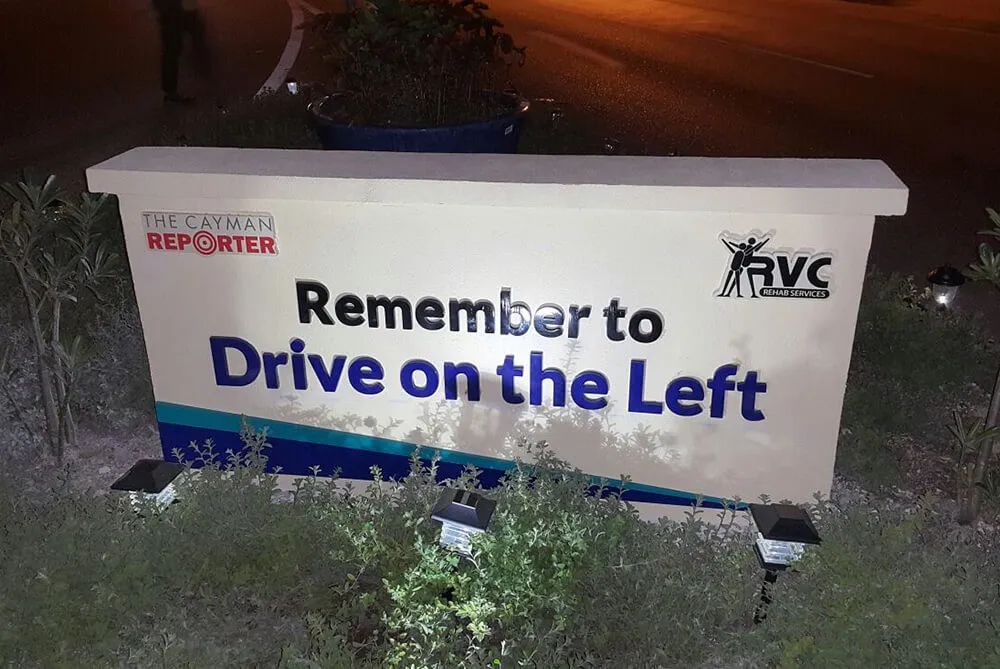 THE CAYMAN
REPORTER
RVC
REHAB SERVICES
Remember to
Drive on the Left